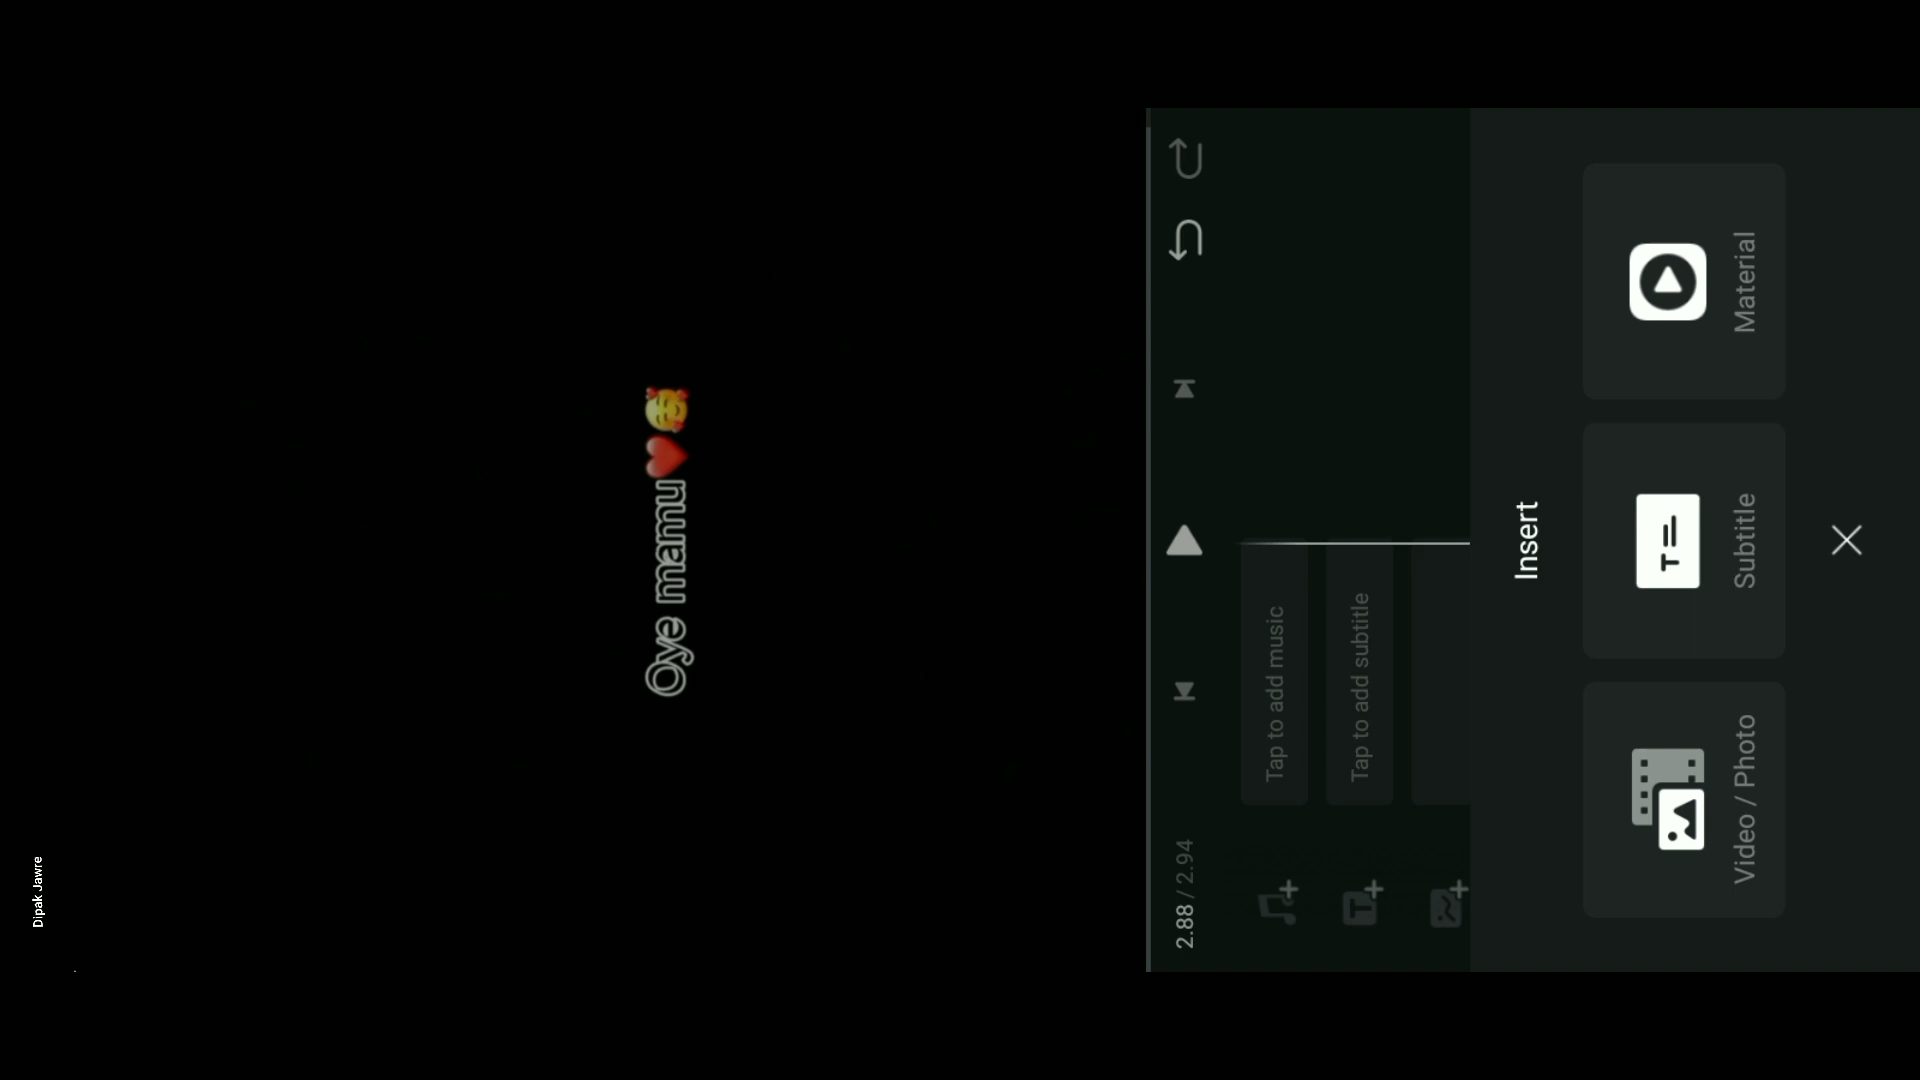 Dipak Jawre
Oye mamu❤️🥰
2.88 / 2.94
Tap to add music
Tap to add subtitle
Insert
Video / Photo
Subtitle
Material